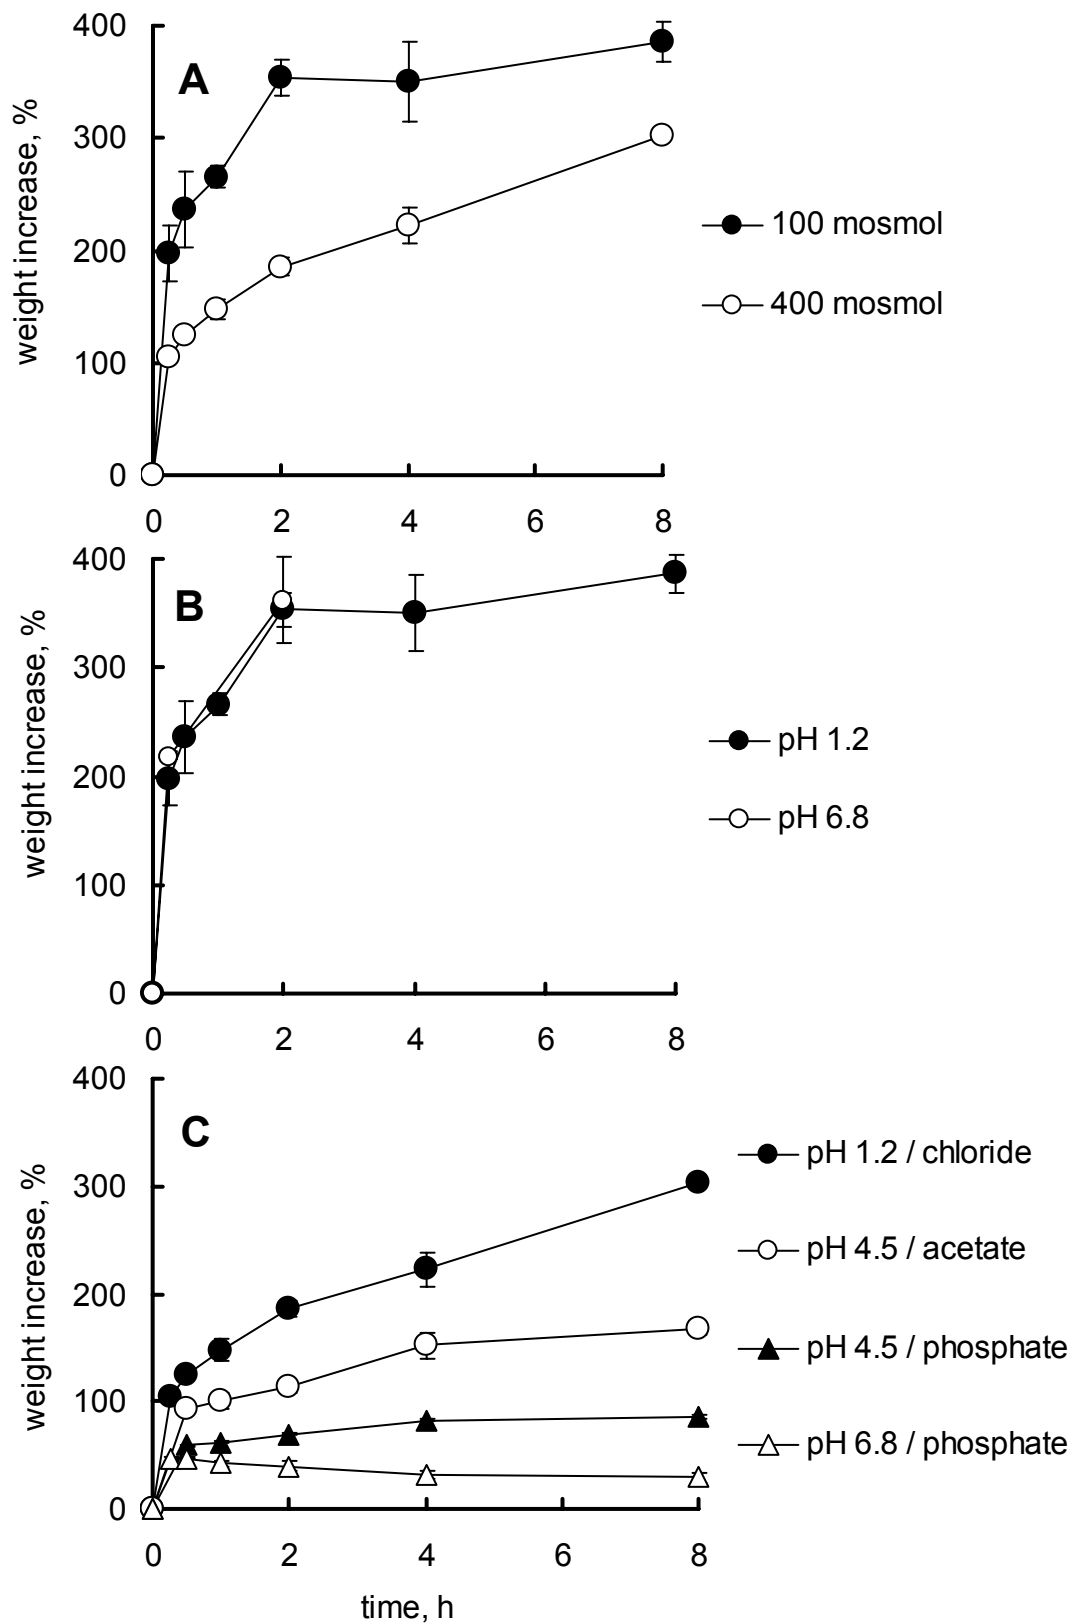 400
A
300
200
100
0
weight increase, %
0 2 4 6 8
100 mosmol
400 mosmol
400
B
300
200
100
0
weight increase, %
0 2 4 6 8
pH 1.2
pH 6.8
400
C
300
200
100
0
weight increase, %
0 2 4 6 8
time, h
pH 1.2 / chloride
pH 4.5 / acetate
pH 4.5 / phosphate
pH 6.8 / phosphate